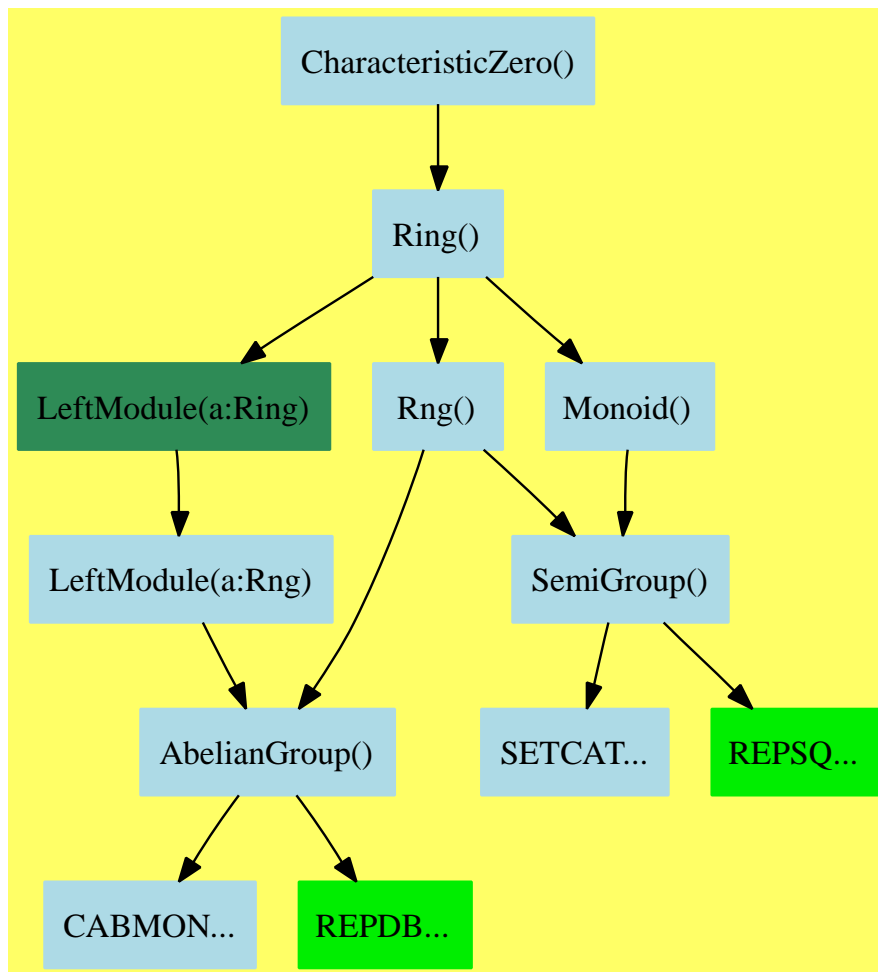 CharacteristicZero()
Ring()
LeftModule(a:Ring)
Rng()
Monoid()
LeftModule(a:Rng)
SemiGroup()
AbelianGroup()
SETCAT...
REPSQ...
CABMON...
REPDB...